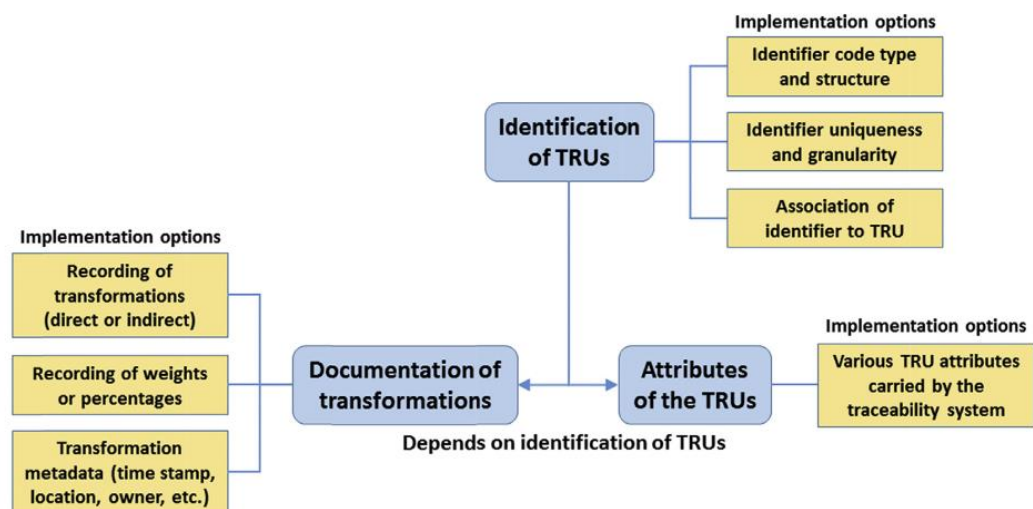 Implementation options
Identifier code type
and structure
Identification
of TRUs
Identifier uniqueness
and granularity
Association of
identifier to TRU
Implementation options
Recording of
transformations
(direct or indirect)
Recording of weights
or percentages
Transformation
metadata (time stamp,
location, owner, etc.)
Documentation of
transformations
Attributes
of the TRUs
Depends on identification of TRUs
Implementation options
Various TRU attributes
carried by the
traceability system